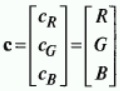 c = [c_R c_G c_B] = [R G B]